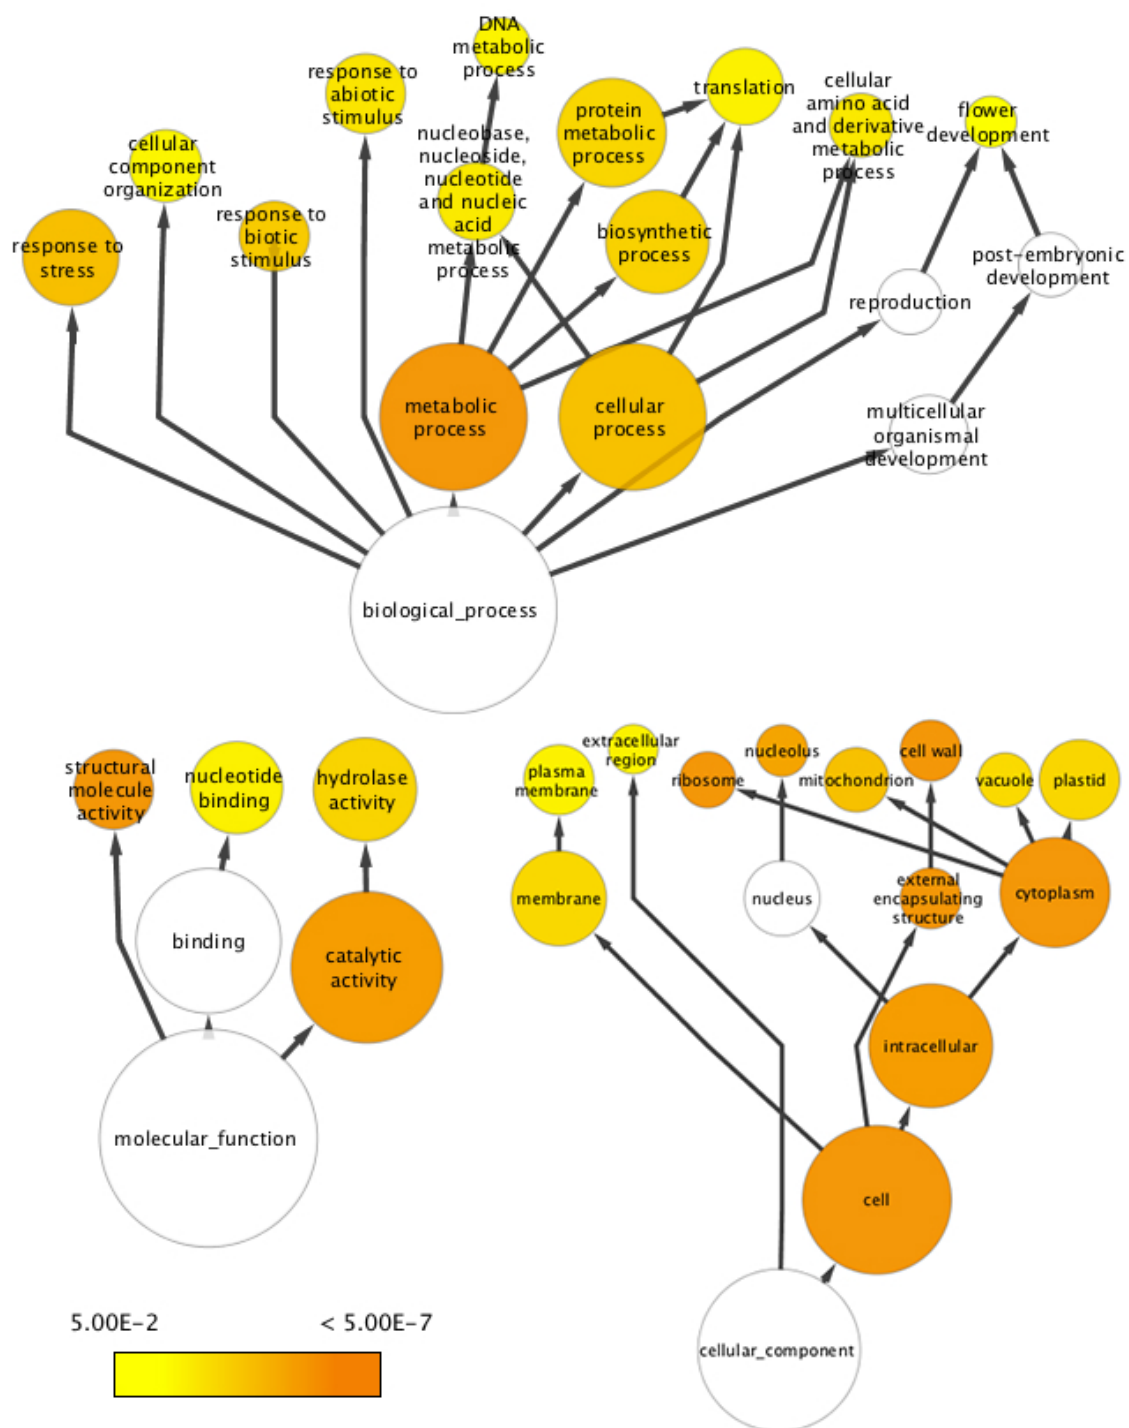 DNA
metabolic
process
response to
abiotic
stimulus
translation
cellular
amino acid
and derivative
metabolic
process
protein
metabolic
process
flower
development
nucleobase,
nucleoside,
nucleotide
and nucleic
acid
metabolic
process
cellular
component
organization
response to
biotic
stimulus
response to
stress
biosynthetic
process
post-embryonic
development
reproduction
metabolic
process
cellular
process
multicellular
organismal
development
biological_process
structural
molecule
activity
nucleotide
binding
hydrolase
activity
binding
catalytic
activity
molecular_function
extracellular
region
plasma
membrane
ribosome
nucleolus
mitochondrion
cell wall
vacuole
plastid
membrane
nucleus
external
encapsulating
structure
cytoplasm
intracellular
cell
cellular_component
5.00E-2
< 5.00E-7